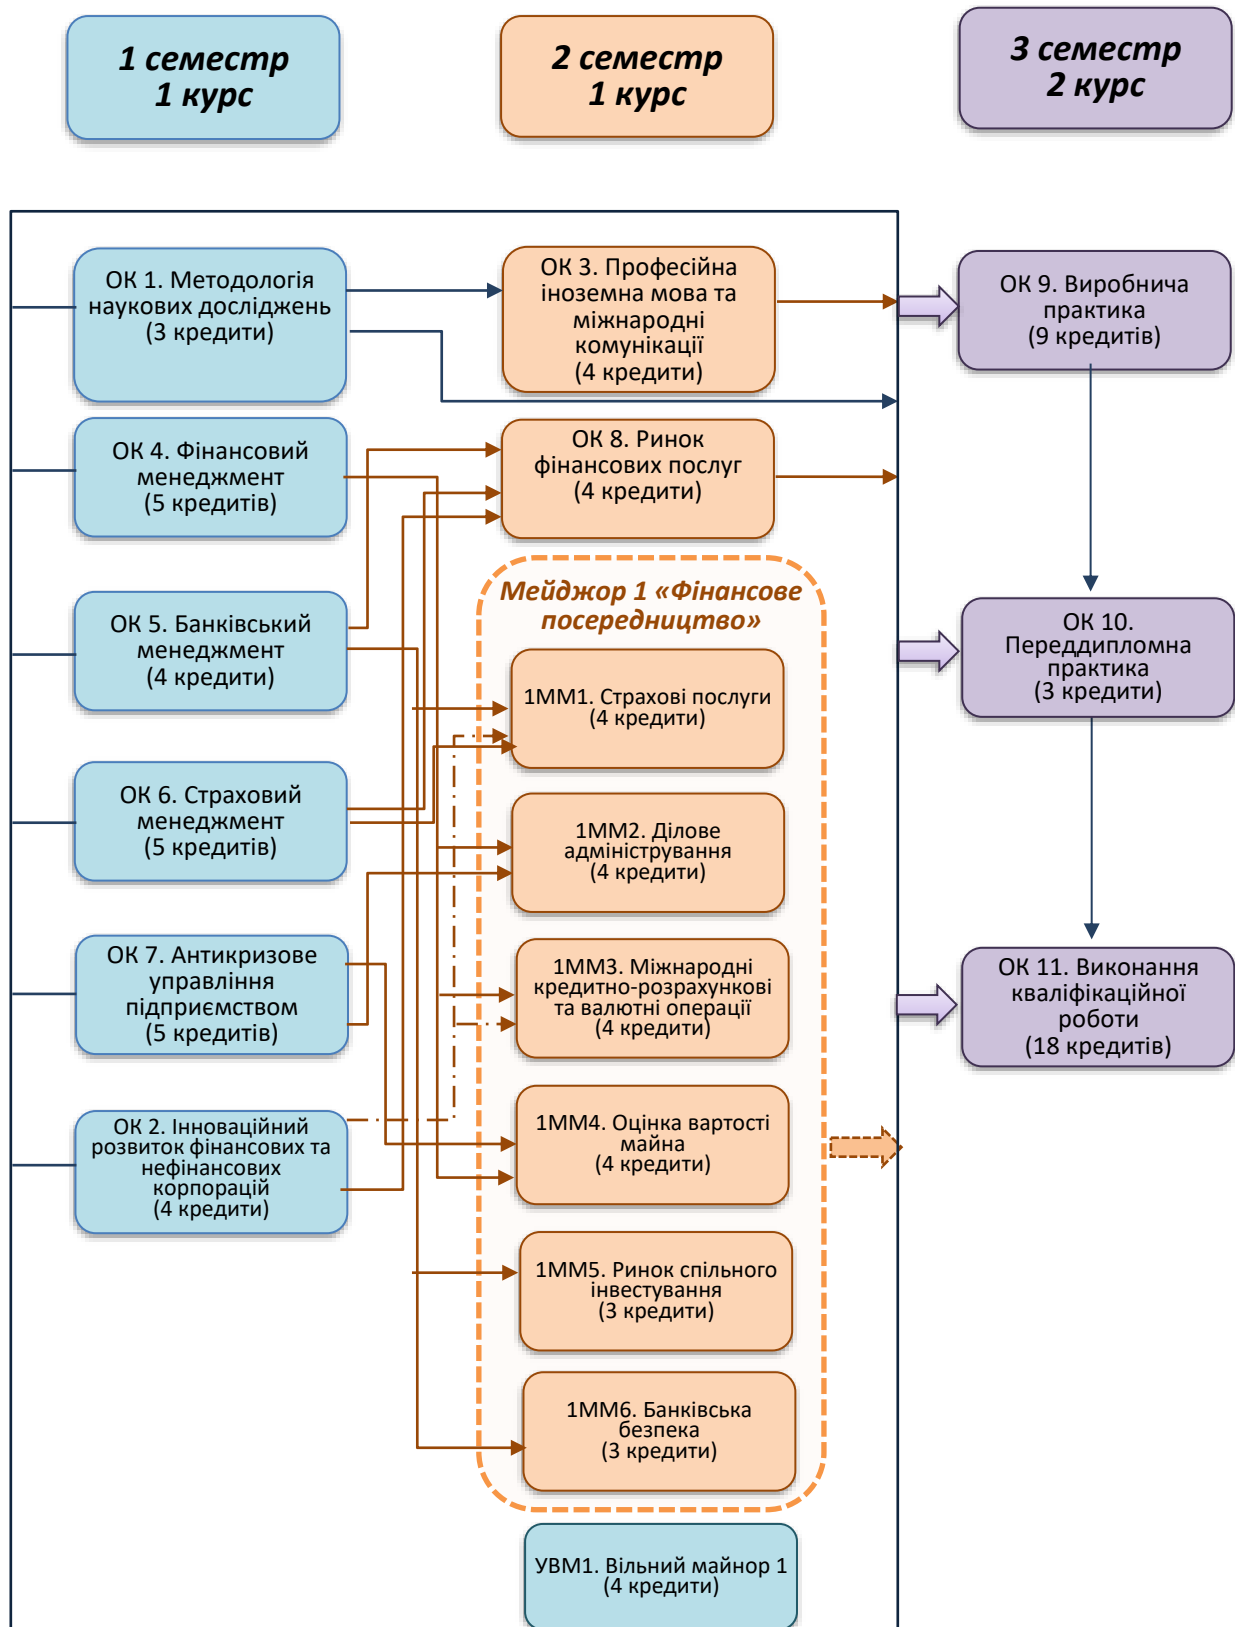 1 семестр
1 курс
2 семестр
1 курс
3 семестр
2 курс
ОК 1. Методологія
наукових досліджень
(3 кредити)
ОК 4. Фінансовий
менеджмент
(5 кредитів)
ОК 5. Банківський
менеджмент
(4 кредити)
ОК 6. Страховий
менеджмент
(5 кредитів)
ОК 7. Антикризове
управління
підприємством
(5 кредитів)
ОК 2. Інноваційний
розвиток фінансових та
нефінансових
корпорацій
(4 кредити)
ОК 3. Професійна
іноземна мова та
міжнародні
комунікації
(4 кредити)
ОК 8. Ринок
фінансових послуг
(4 кредити)
Мейджор 1 «Фінансове
посередництво»
1ММ1. Страхові послуги
(4 кредити)
1ММ2. Ділове
адміністрування
(4 кредити)
1ММ3. Міжнародні
кредитно-розрахункові
та валютні операції
(4 кредити)
1ММ4. Оцінка вартості
майна
(4 кредити)
1ММ5. Ринок спільного
інвестування
(3 кредити)
1ММ6. Банківська
безпека
(3 кредити)
УВМ1. Вільний майнор 1
(4 кредити)
ОК 9. Виробнича
практика
(9 кредитів)
ОК 10.
Переддипломна
практика
(3 кредити)
ОК 11. Виконання
кваліфікаційної
роботи
(18 кредитів)